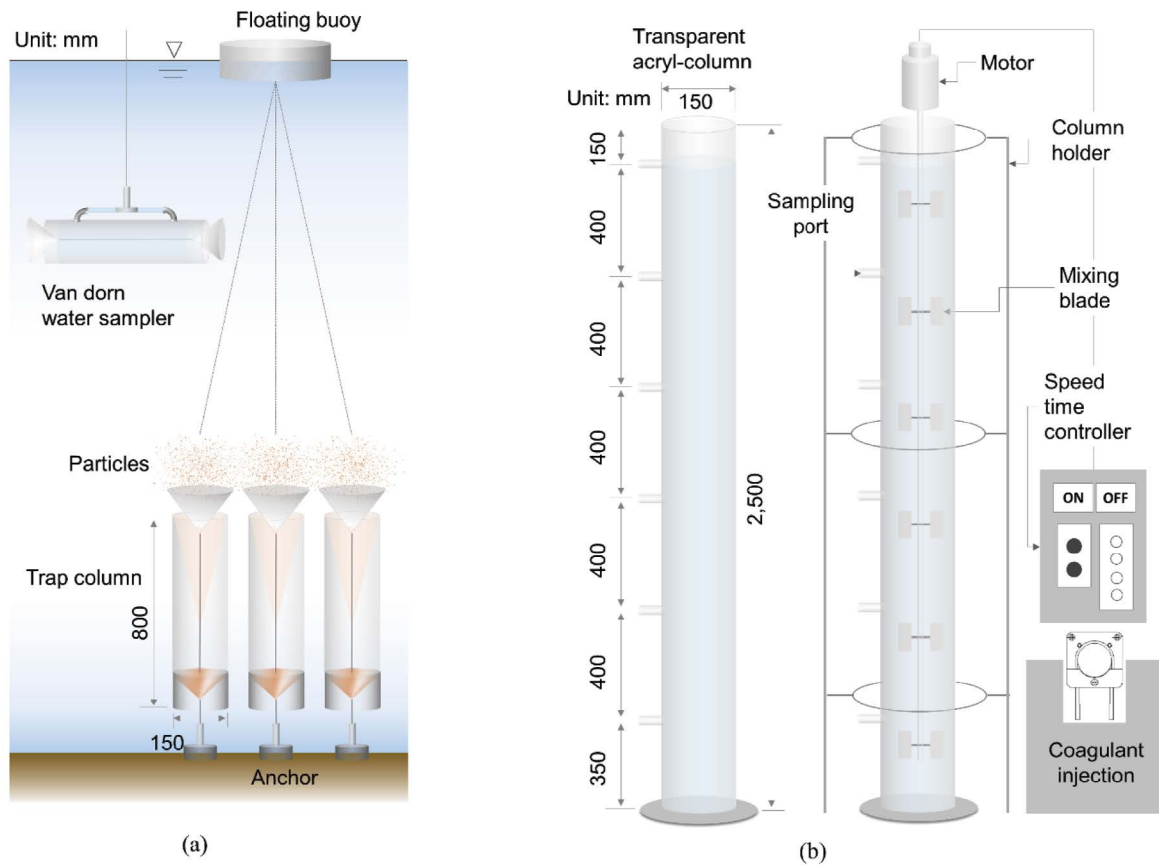 Floating buoy
Unit: mm
Van dorn
water sampler
Particles
Trap column
800
150
Anchor
(a)
Transparent
acryl-column
Unit: mm
150
150
400
400
400
400
400
350
2,500
Motor
Column
holder
Sampling
port
Mixing
blade
Speed
time
controller
ON
OFF
Coagulant
injection
(b)